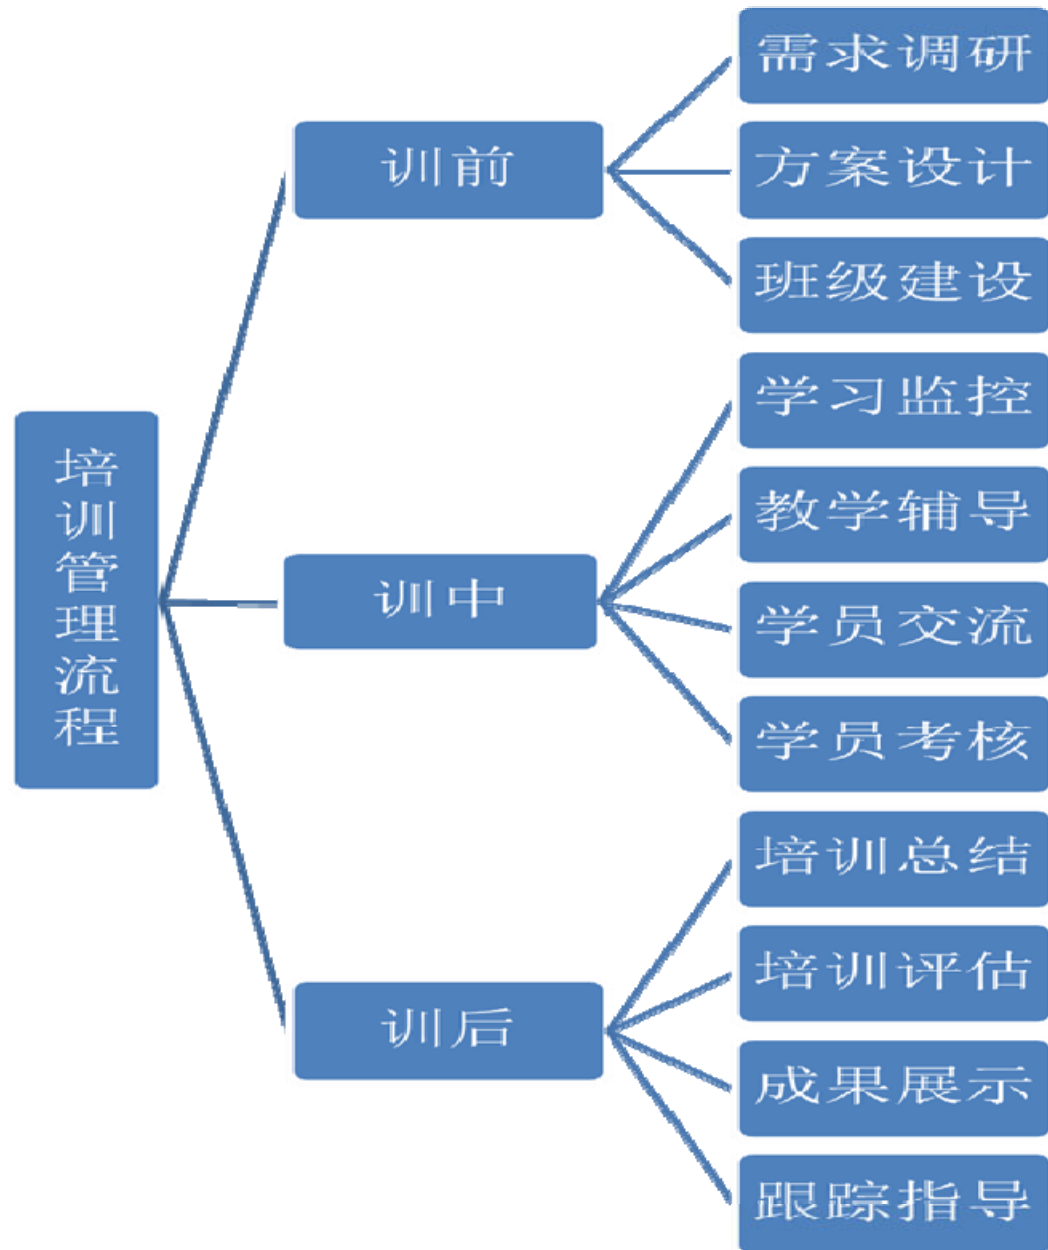 培训管理流程
训前
需求调研
方案设计
班级建设
训中
学习监控
教学辅导
学员交流
学员考核
训后
培训总结
培训评估
成果展示
跟踪指导